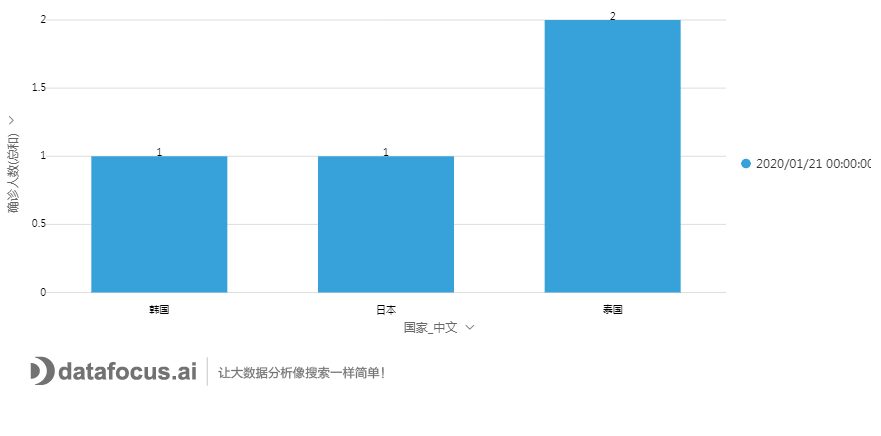 2
1.5
1
0.5
0
确诊人数(总和)
1
1
2
韩国
日本
泰国
国家_中文
2020/01/21 00:00:00
datafocus.ai
让大数据分析像搜索一样简单!